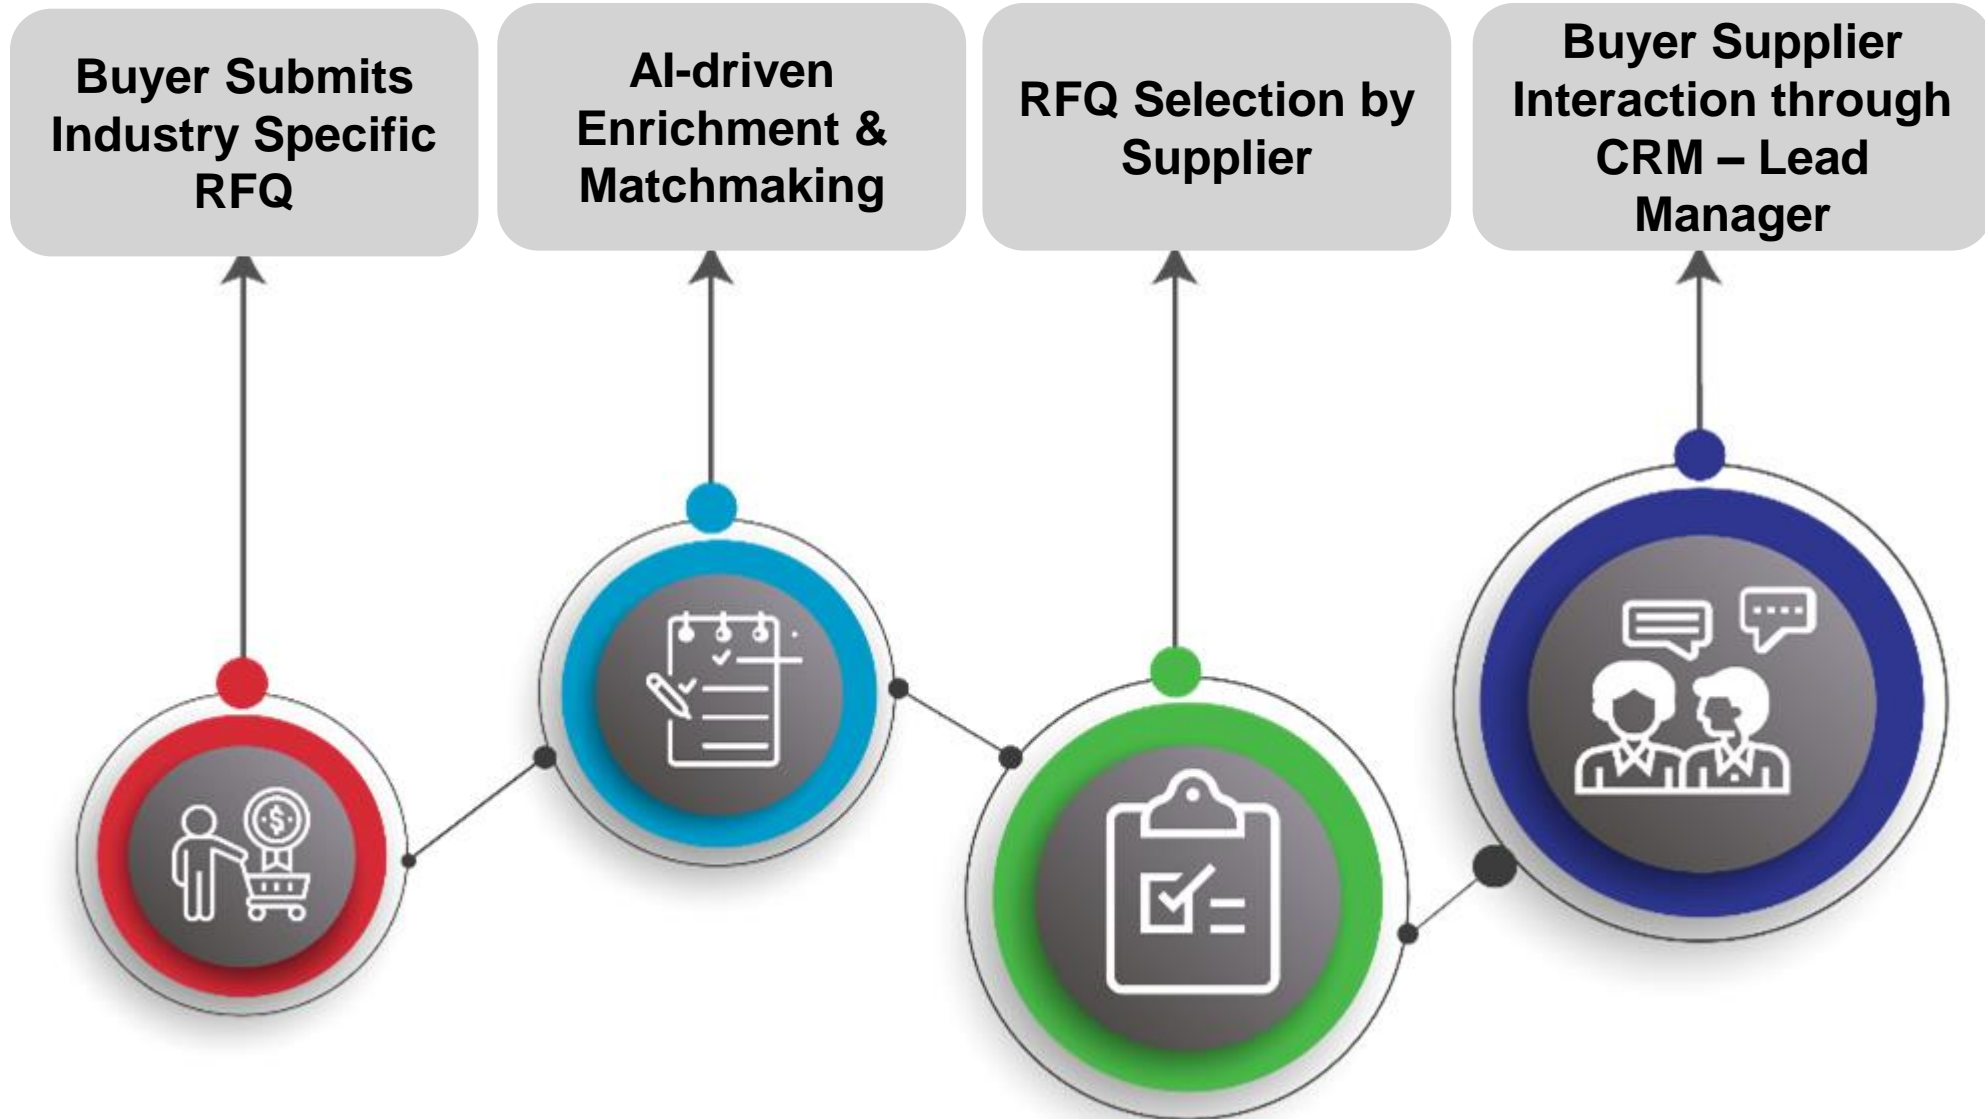 Buyer Submits
Industry Specific
RFQ
AI-driven
Enrichment &
Matchmaking
RFQ Selection by
Supplier
Buyer Supplier
Interaction through
CRM – Lead
Manager
$